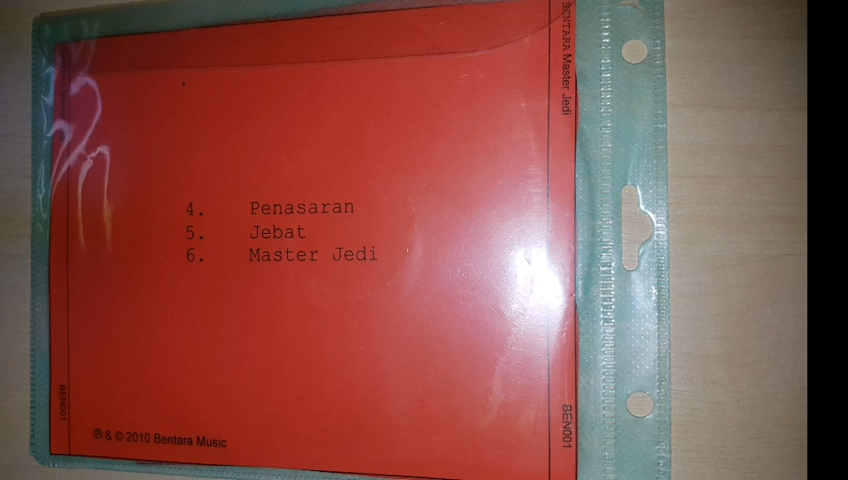 BENTARA Master Jedi
4. Penasaran
5. Jebat
6. Master Jedi
BEN001
BEN001
℗ & © 2010 Bentara Music